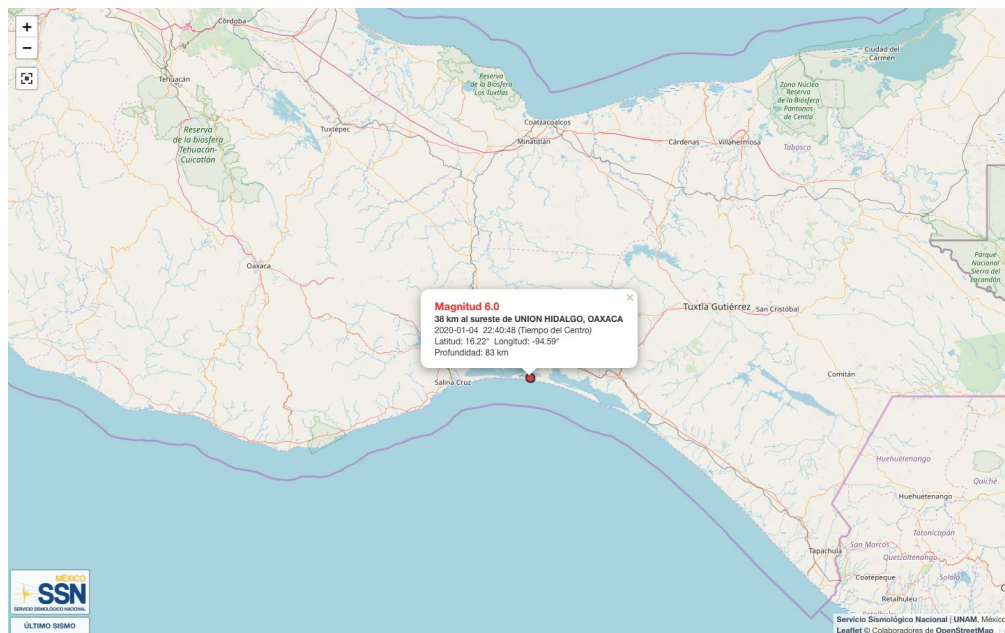 +
−
Córdoba
Tehuacán
Reserva
de la biosfera
Tehuacán-
Cuicatlán
Tuxtepec
Reserva
de la Biosfera
Los Tuxtlas
Coatzacoalcos
Minatitlán
Cárdenas
Villahermosa
Tabasco
Zona Núcleo
Reserva
de la Biósfera
Pantanos
de Centla
Ciudad del
Carmen
Parque
Nacional
Sierra del
Lacandón
Oaxaca
Magnitud 6.0
38 km al sureste de UNION HIDALGO, OAXACA
2020-01-04 22:40:48 (Tiempo del Centro)
Latitud: 16.22° Longitud: -94.59°
Profundidad: 83 km
×
Tuxtla Gutiérrez
San Cristóbal
Salina Cruz
Comitán
Huehuetenango
Quiché
Huehuetenango
Totonicapán
San Marcos
Quetzaltenango
Tapachula
Coatepeque
Sololá
Retalhuleu
MÉXICO
SSN
SERVICIO SISMOLÓGICO NACIONAL
ÚLTIMO SISMO
Servicio Sismológico Nacional | UNAM, México
Leaflet © Colaboradores de OpenStreetMap